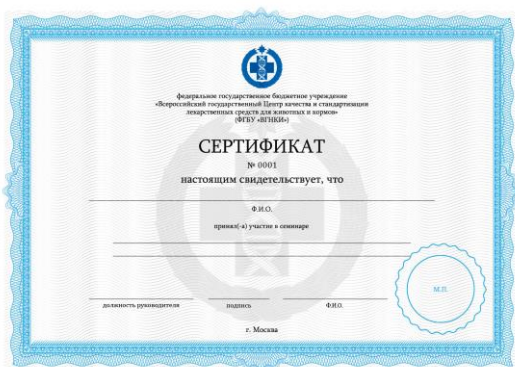 федеральное государственное бюджетное учреждение
«Всероссийский государственный Центр качества и стандартизации
лекарственных средств для животных и кормов»
(ФГБУ «ВГНКИ»)
СЕРТИФИКАТ
№ 0001
настоящим свидетельствует, что
Ф.И.О.
принял(-а) участие в семинаре
М.П.
должность руководителя подпись Ф.И.О.
г. Москва